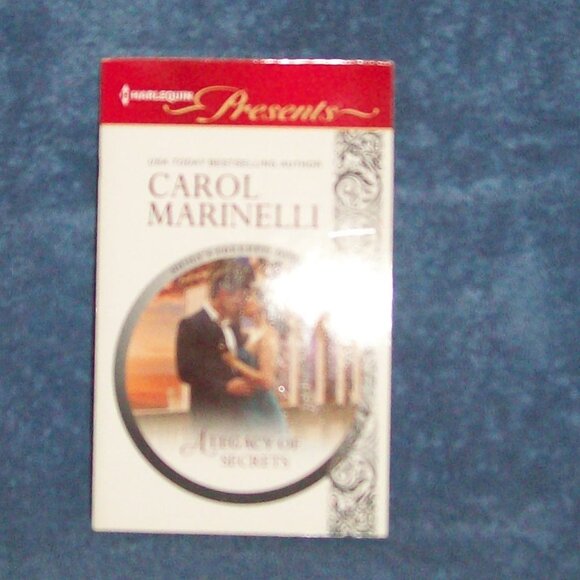 HARLEQUIN Presents
USA TODAY BESTSELLING AUTHOR
CAROL
MARINELLI
A LEGACY OF
SECRETS